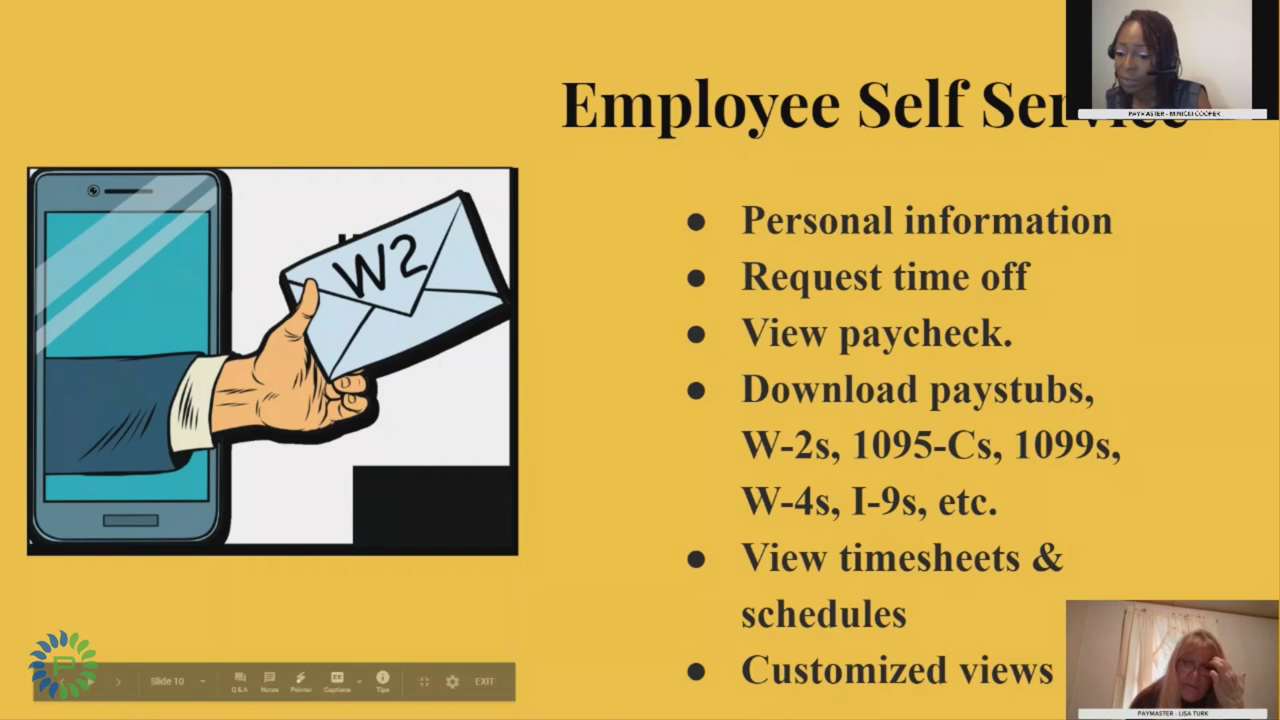 PAYMASTER - MINICKI COOPER
Employee Self Service
W2
● Personal information
● Request time off
● View paycheck.
● Download paystubs,
W-2s, 1095-Cs, 1099s,
W-4s, I-9s, etc.
● View timesheets &
schedules
● Customized views
P
Slide 10
Q&A
Notes
Pointer
Captions
Tips
EXIT
PAYMASTER - LISA TURK